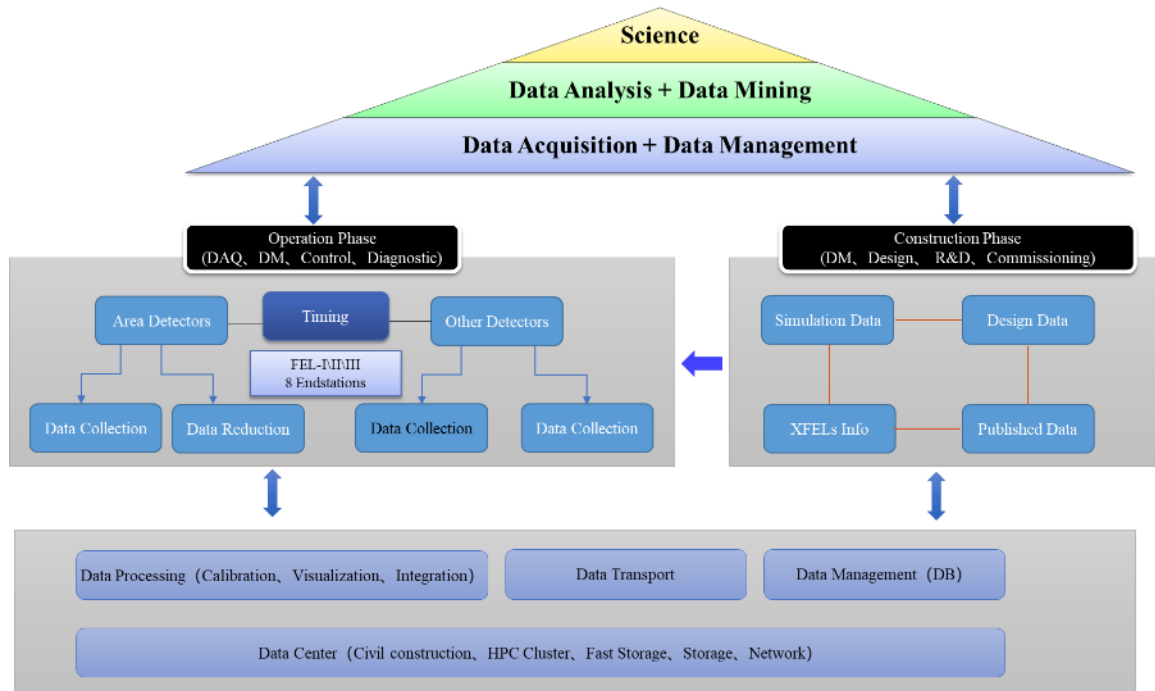 Science
Data Analysis + Data Mining
Data Acquisition + Data Management
Operation Phase
(DAQ、DM、Control、Diagnostic)
Construction Phase
(DM、Design、 R&D、Commissioning)
Area Detectors
Timing
Other Detectors
FEL-I\II\III
8 Endstations
Data Collection
Data Reduction
Data Collection
Data Collection
Simulation Data
Design Data
XFELs Info
Published Data
Data Processing（Calibration、Visualization、Integration）
Data Transport
Data Management（DB）
Data Center（Civil construction、HPC Cluster、Fast Storage、Storage、Network）